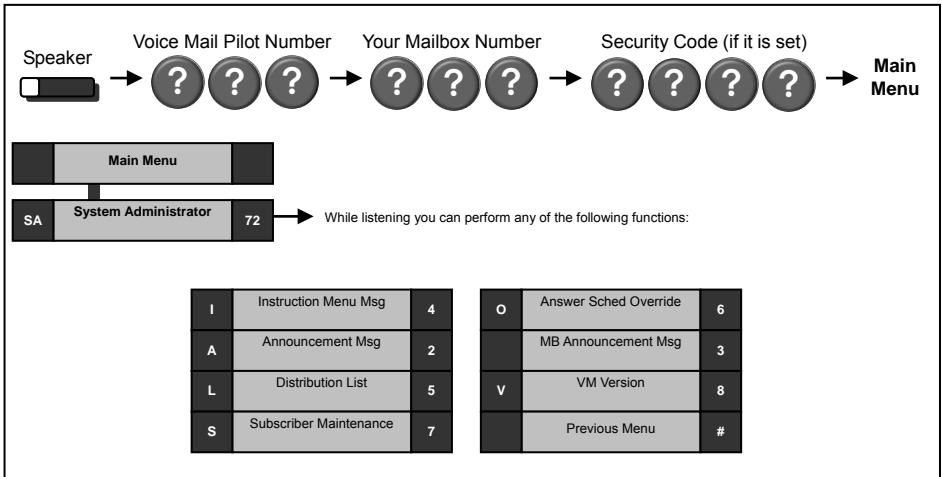 Speaker
Voice Mail Pilot Number
Your Mailbox Number
Security Code (if it is set)
? ? ?
? ? ?
? ? ? ?
Main
Menu
Main Menu
SA System Administrator 72
While listening you can perform any of the following functions:
I Instruction Menu Msg 4
O Answer Sched Override 6
A Announcement Msg 2
MB Announcement Msg 3
L Distribution List 5
V VM Version 8
S Subscriber Maintenance 7
Previous Menu #